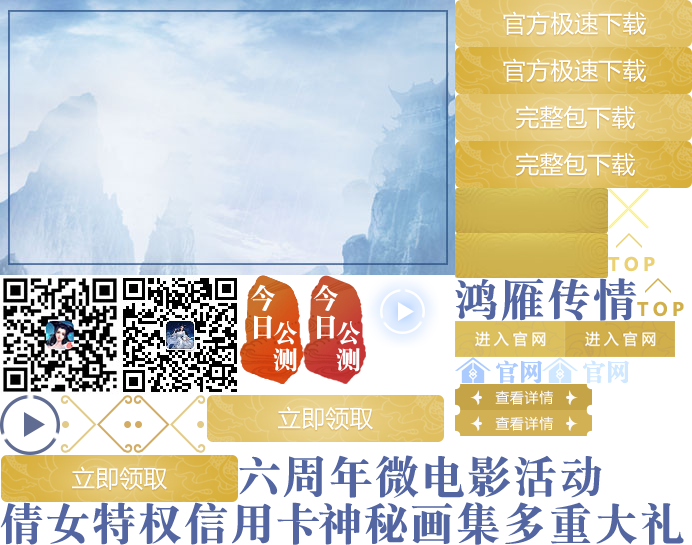 官方极速下载
官方极速下载
完整包下载
完整包下载
TOP
今日公测
今日公测
鸿雁传情
TOP
进入官网
进入官网
官网
官网
查看详情
查看详情
立即领取
立即领取
六周年微电影活动
倩女特权信用卡神秘画集多重大礼